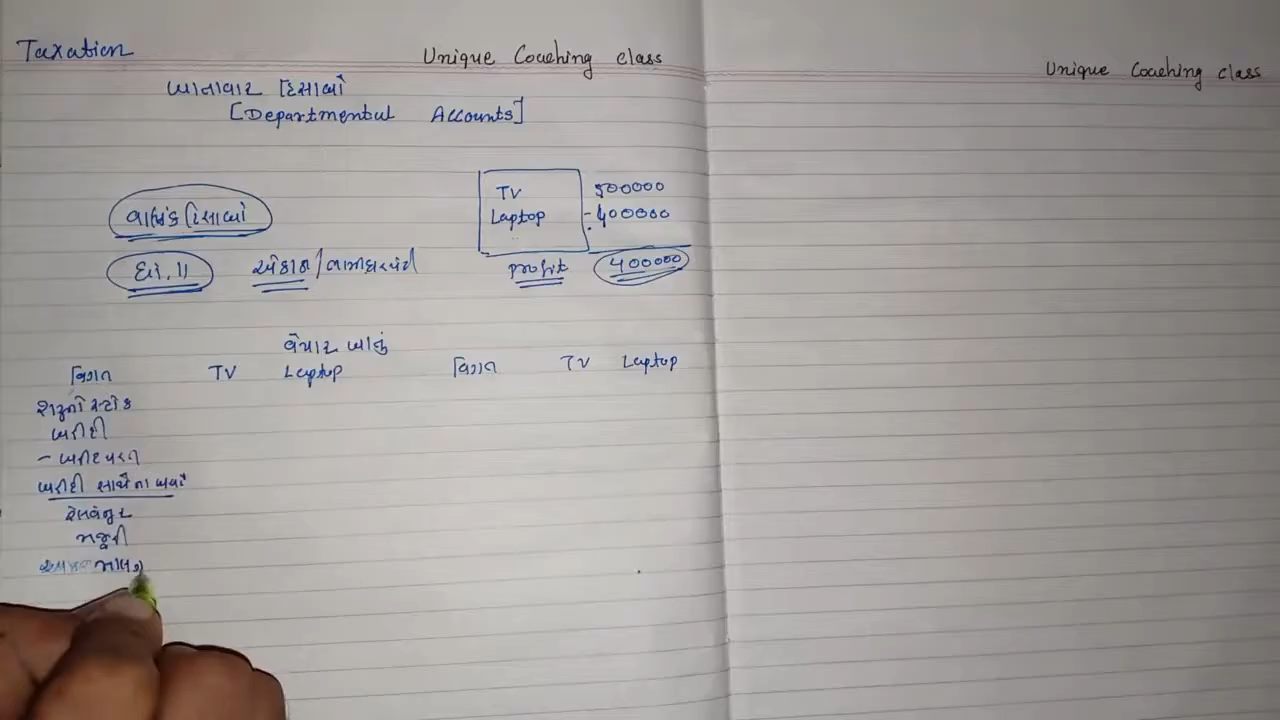 Taxation
Unique Coaching class
Unique Coaching class
ખાતાવાર હિસાબો
[Departmental Accounts]
TV 500000
Laptop -400000
profit 400000
વાર્ષિક હિસાબો
ધો. 11
વેપાર ખાતું
વિગત TV Laptop વિગત TV Laptop
શરૂનો સ્ટોક
ખરીદી
- ખરીદપરત
ખરીદી સાથેના ખર્ચા
રેલ્વેનુર
મજૂરી